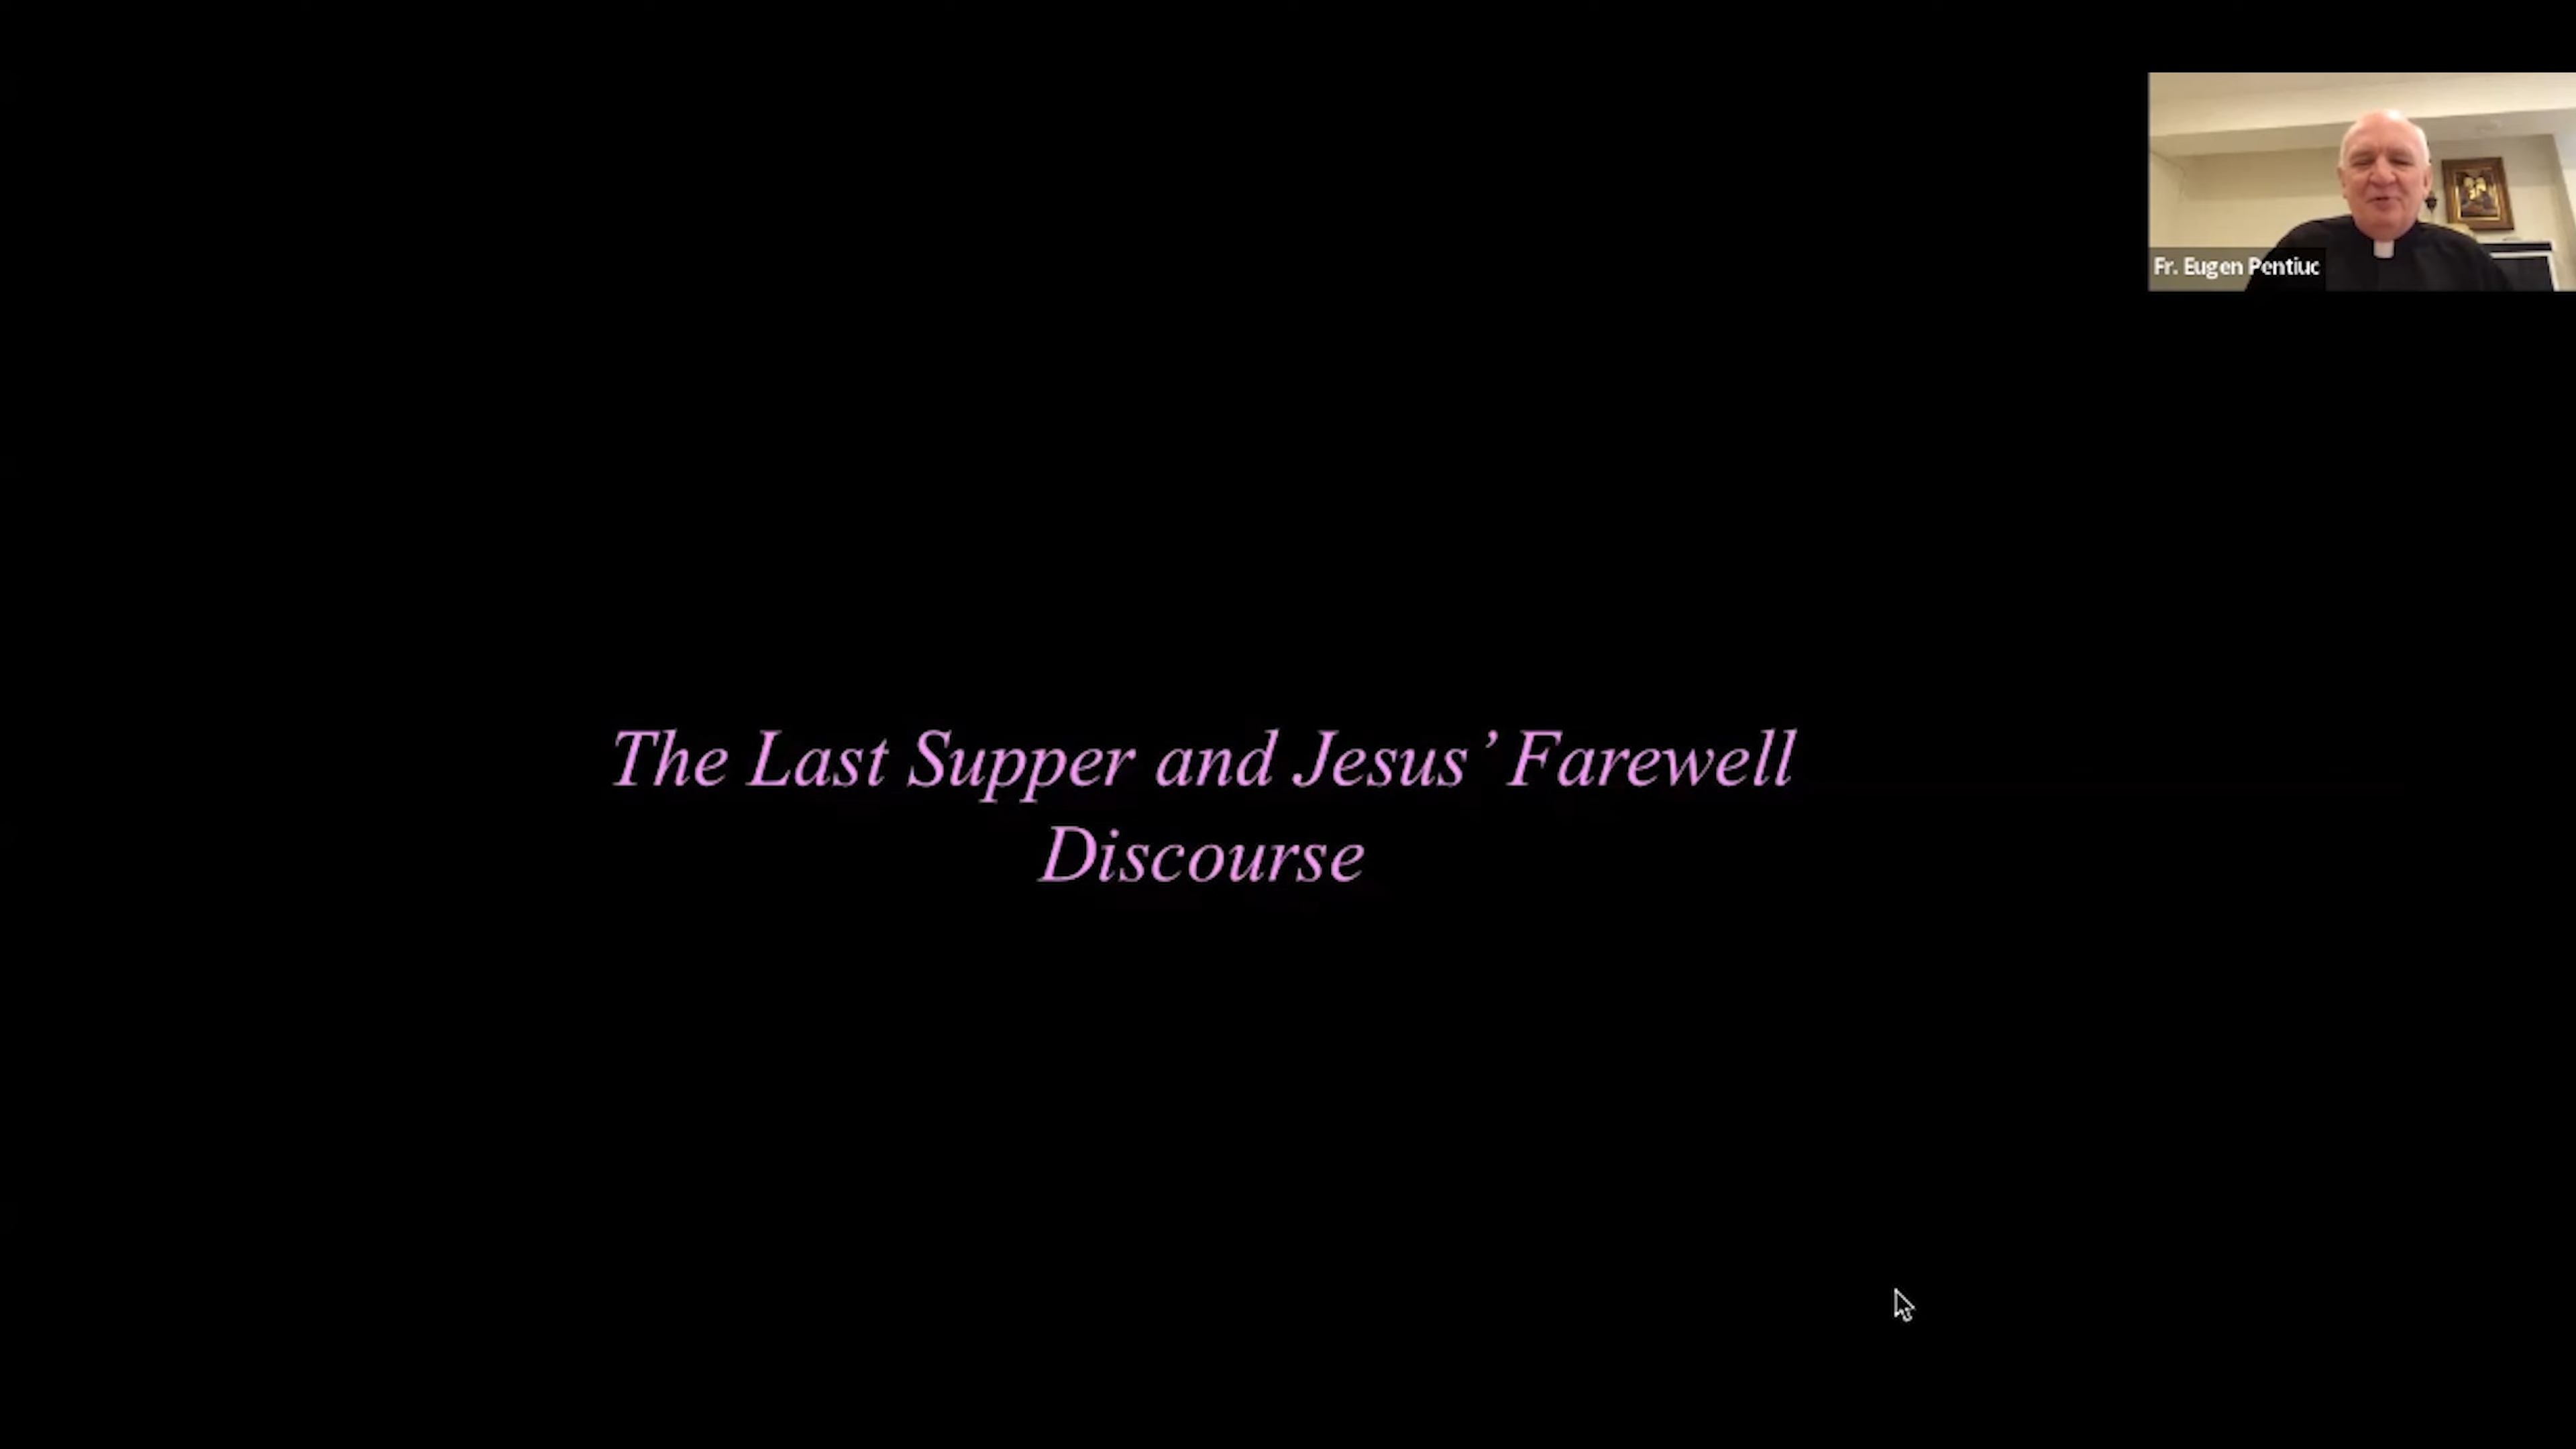 Fr. Eugen Pentiuc
The Last Supper and Jesus’ Farewell
Discourse